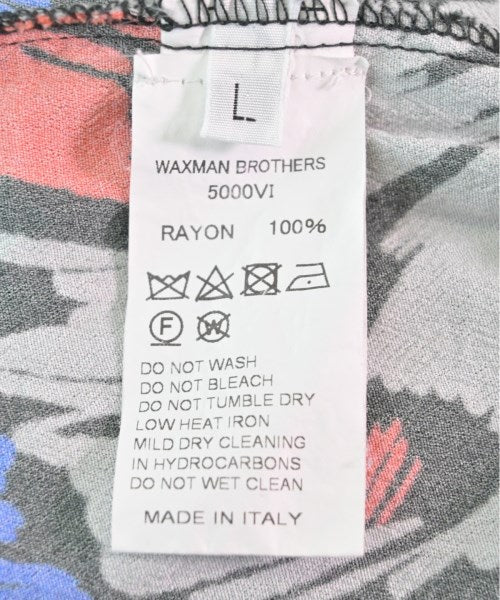 L
WAXMAN BROTHERS
5000VI
RAYON 100%
F W
DO NOT WASH
DO NOT BLEACH
DO NOT TUMBLE DRY
LOW HEAT IRON
MILD DRY CLEANING
IN HYDROCARBONS
DO NOT WET CLEAN
MADE IN ITALY